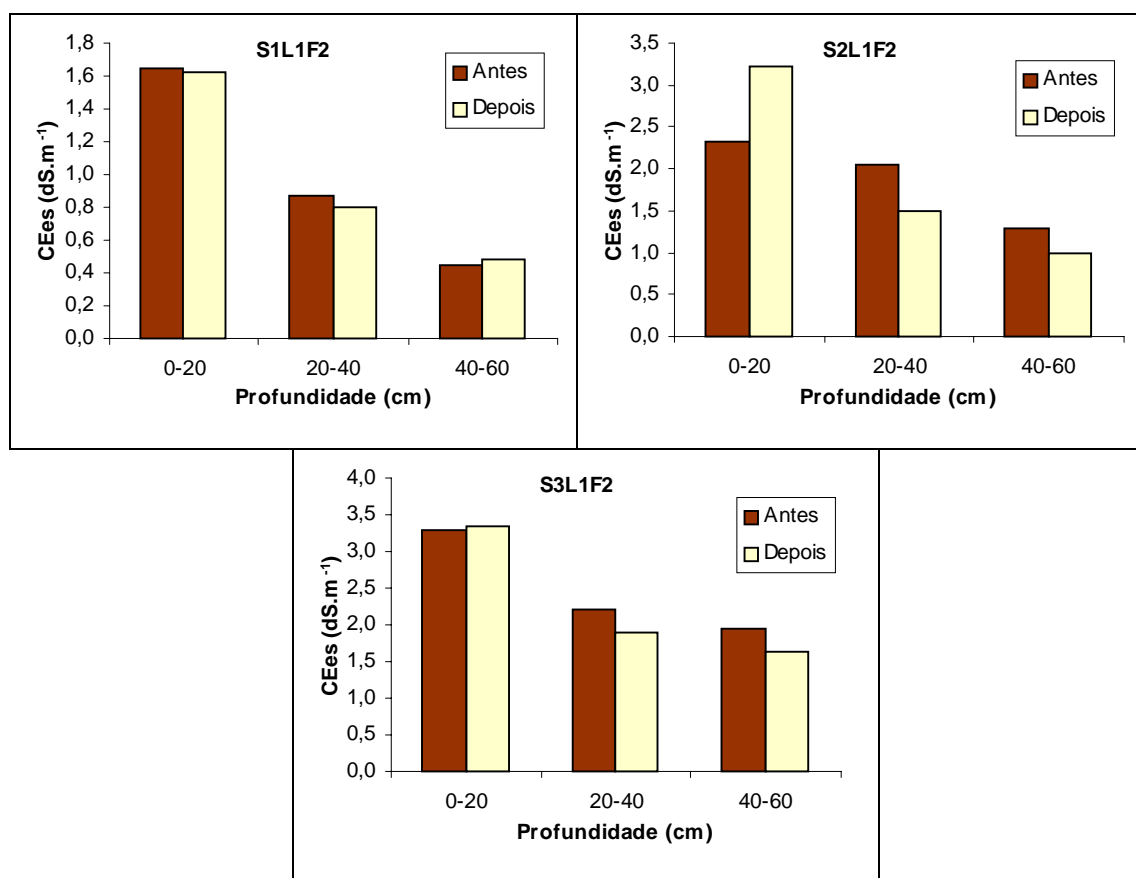 S1L1F2
1,8
1,6
1,4
1,2
1,0
0,8
0,6
0,4
0,2
0,0
CEes (dS.m⁻¹)
Antes
Depois
0-20 20-40 40-60
Profundidade (cm)
S2L1F2
3,5
3,0
2,5
2,0
1,5
1,0
0,5
0,0
CEes (dS.m⁻¹)
Antes
Depois
0-20 20-40 40-60
Profundidade (cm)
S3L1F2
4,0
3,5
3,0
2,5
2,0
1,5
1,0
0,5
0,0
CEes (dS.m⁻¹)
Antes
Depois
0-20 20-40 40-60
Profundidade (cm)